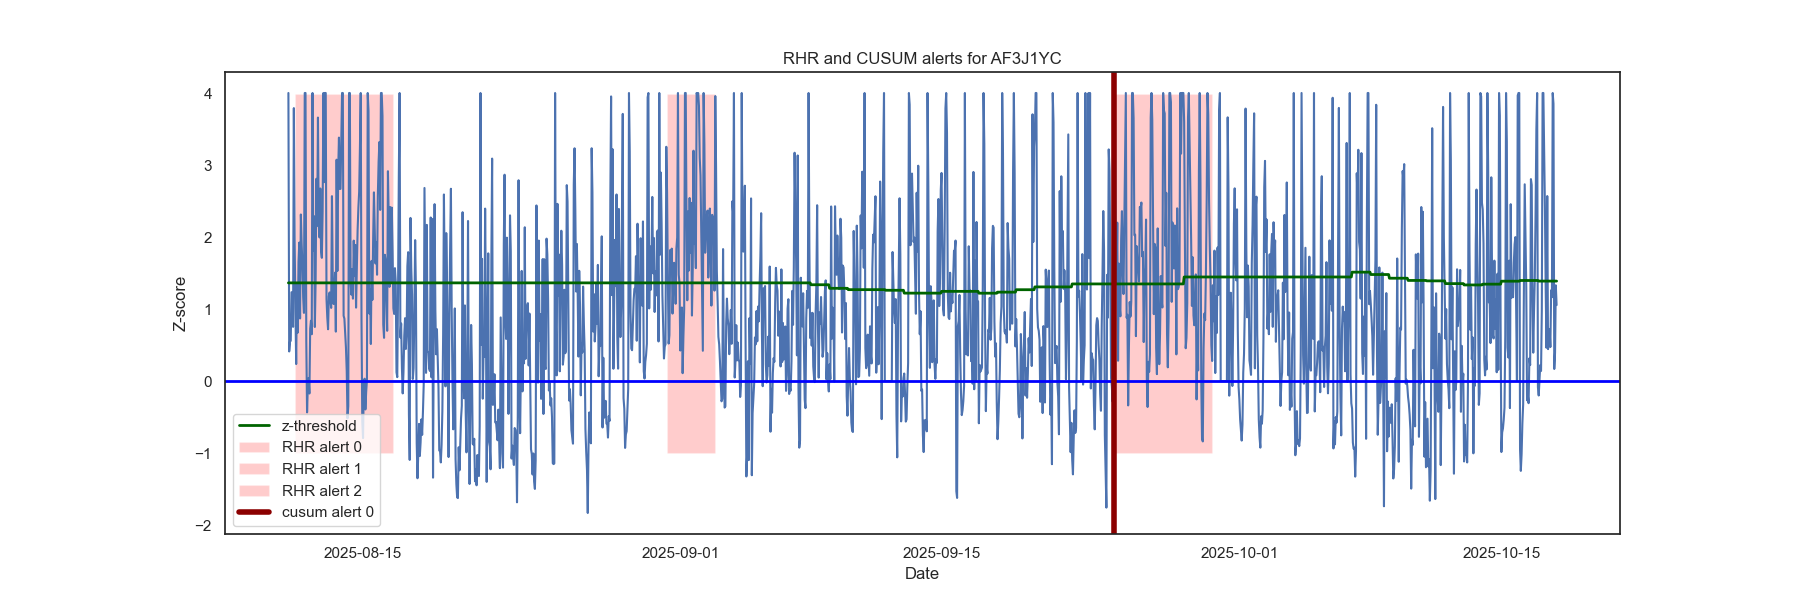 RHR and CUSUM alerts for AF3J1YC
Z-score
4
3
2
1
0
−1
−2
z-threshold
RHR alert 0
RHR alert 1
RHR alert 2
cusum alert 0
2025-08-15
2025-09-01
2025-09-15
2025-10-01
2025-10-15
Date